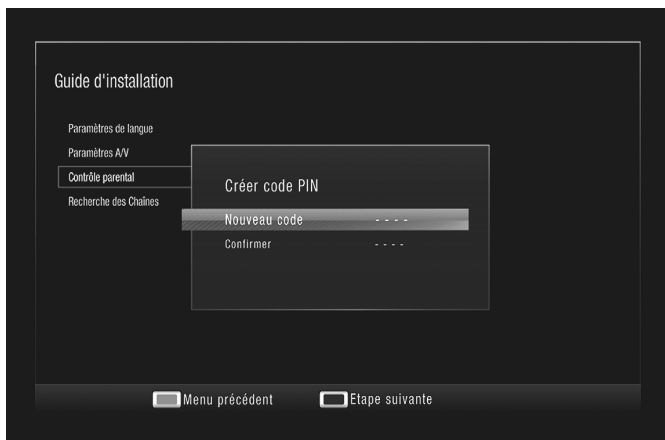 Guide d'installation
Paramètres de langue
Paramètres A/V
Contrôle parental
Recherche des Chaînes
Créer code PIN
Nouveau code - - - -
Confirmer - - - -
Menu précédent
Etape suivante